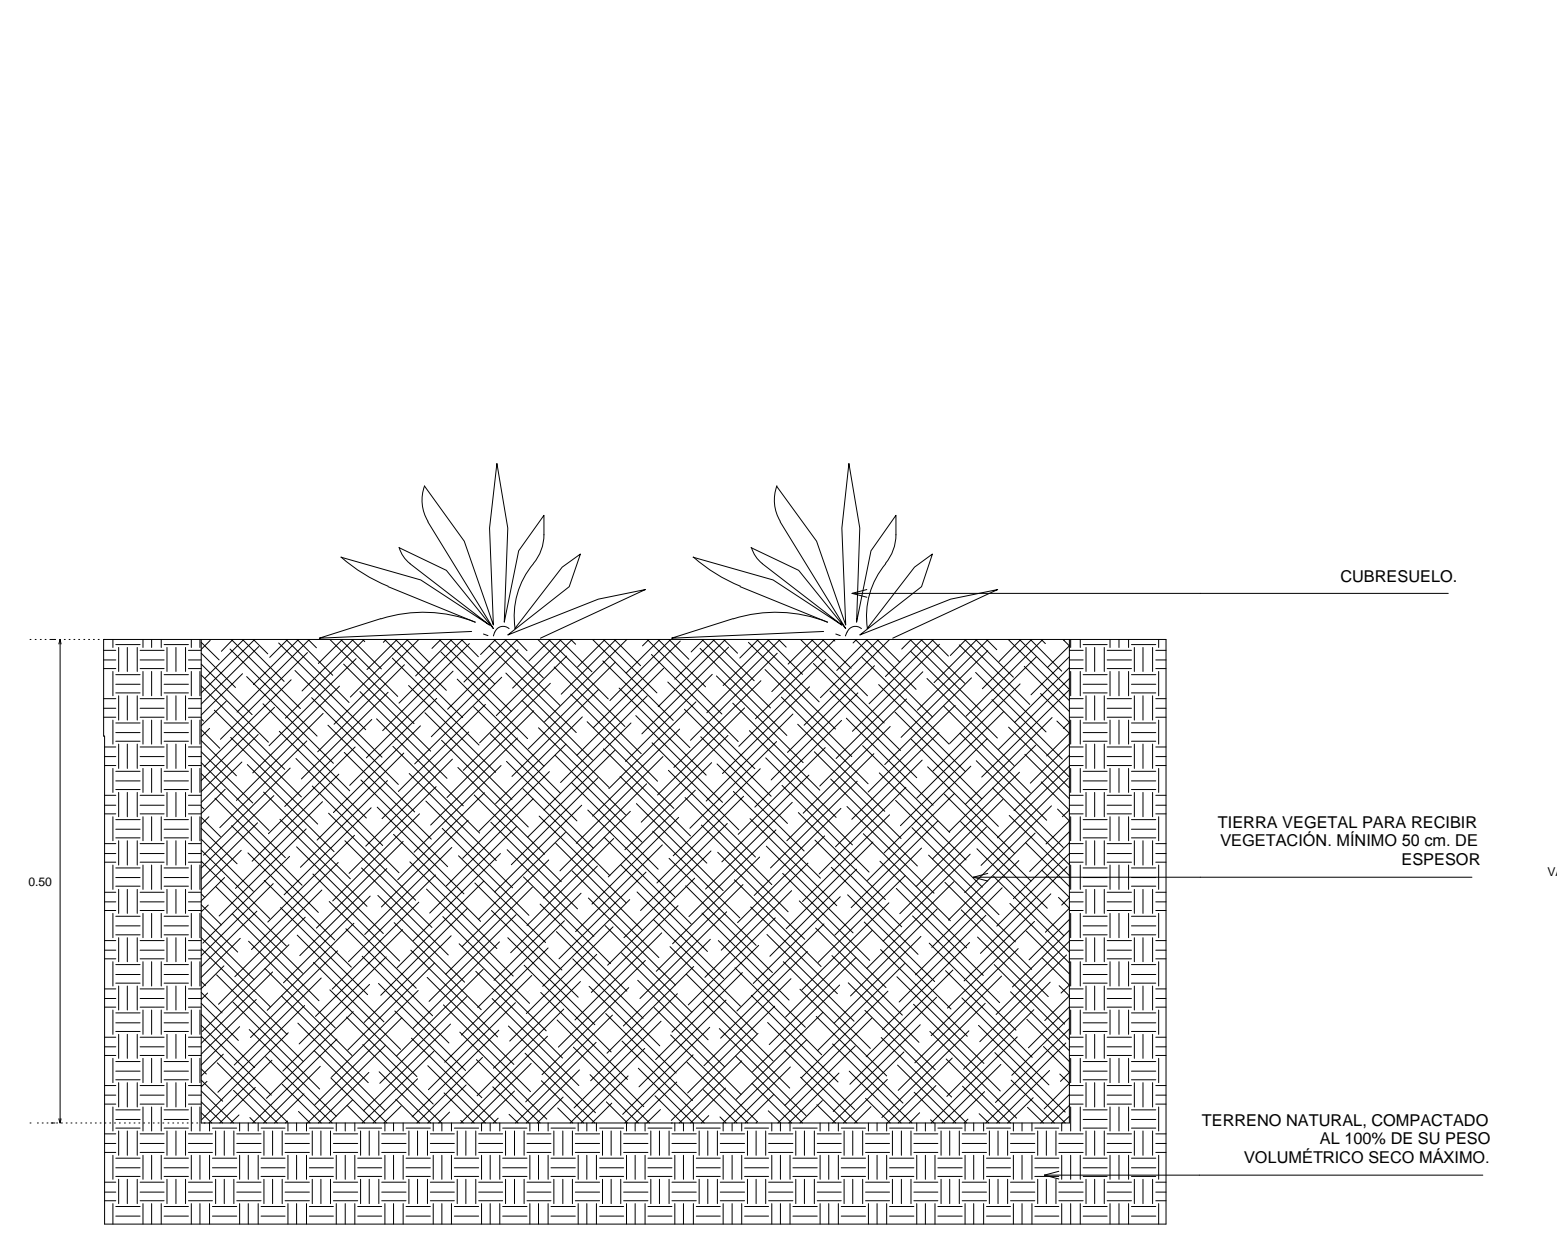 CUBRESUELO.
TIERRA VEGETAL PARA RECIBIR
VEGETACIÓN. MÍNIMO 50 cm. DE
ESPESOR
0.50
TERRENO NATURAL, COMPACTADO
AL 100% DE SU PESO
VOLUMÉTRICO SECO MÁXIMO.